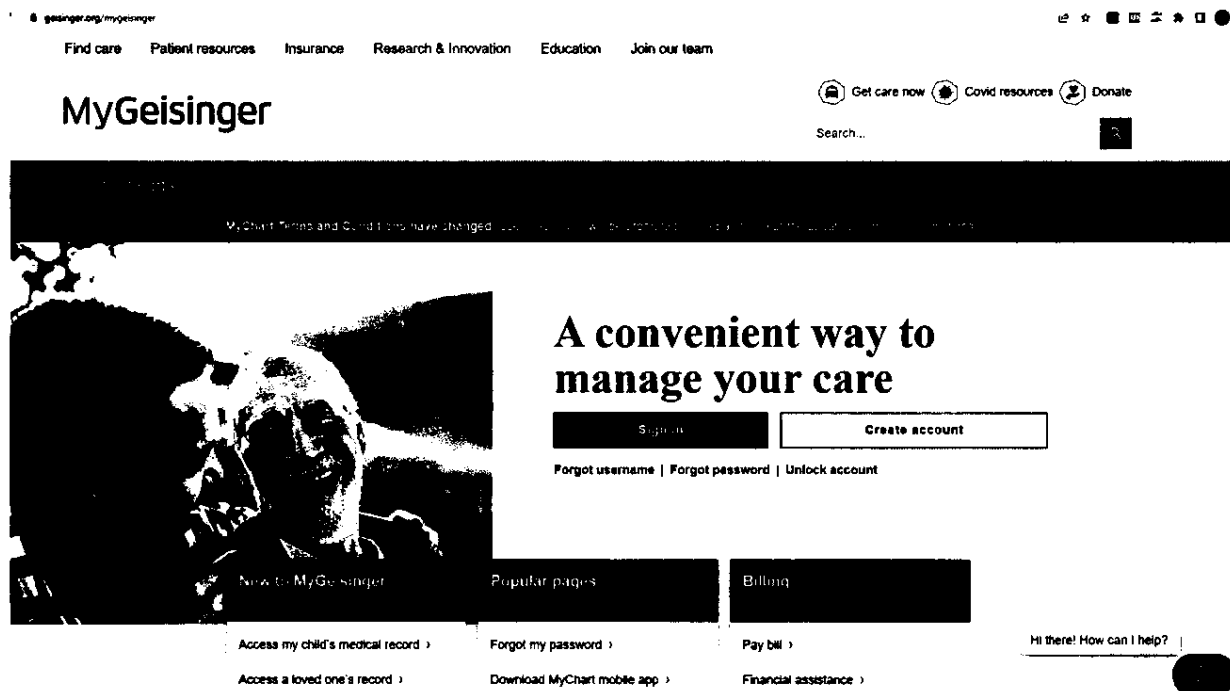 geisinger.org/mygeisinger
Find care Patient resources Insurance Research & Innovation Education Join our team
Get care now Covid resources Donate
MyGeisinger
Search...
MyChart Terms and Conditions have changed
A convenient way to
manage your care
Sign in Create account
Forgot username | Forgot password | Unlock account
New to MyGeisinger Popular pages Billing
Access my child's medical record › Forgot my password › Pay bill ›
Hi there! How can I help?
Access a loved one's record › Download MyChart mobile app › Financial assistance ›